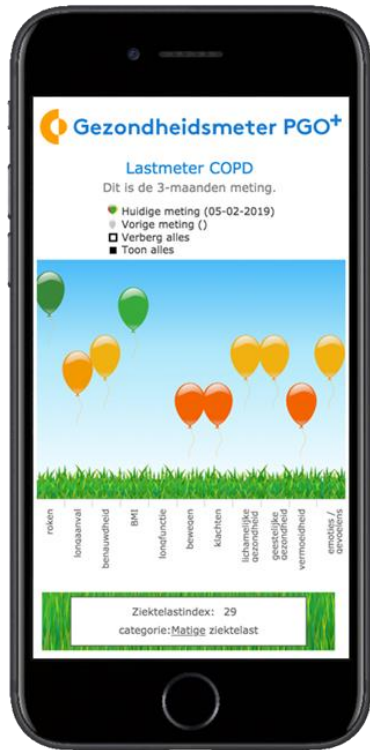 Gezondheidsmeter PGO+
Lastmeter COPD
Dit is de 3-maanden meting.
Huidige meting (05-02-2019)
Vorige meting ()
Verberg alles
Toon alles
roken
longaanval
benauwdheid
BMI
longfunctie
bewegen
klachten
lichamelijke
gezondheid
geestelijke
gezondheid
vermoeidheid
emoties /
gevoelens
Ziektelastindex: 29
categorie:Matige ziektelast